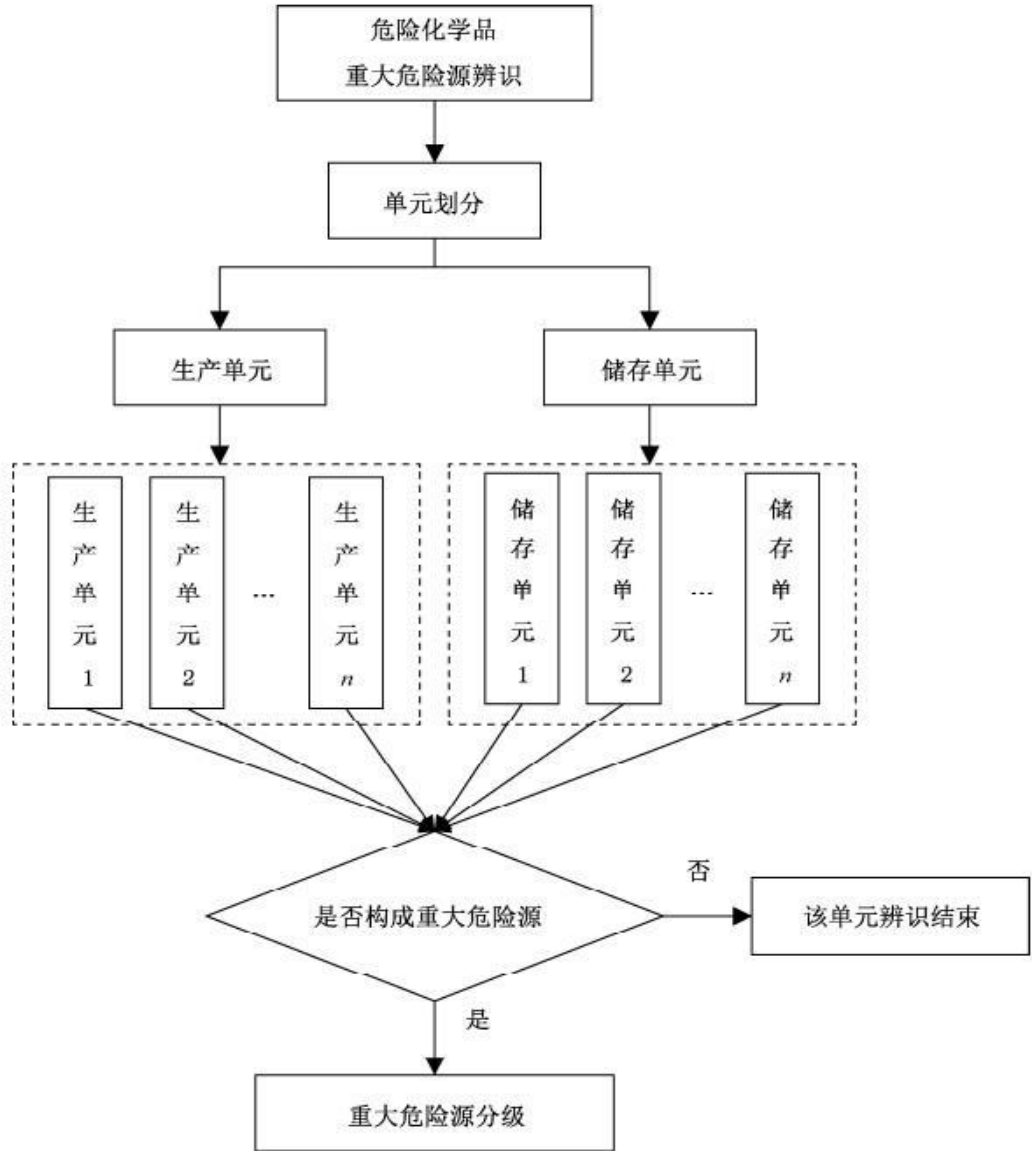 危险化学品
重大危险源辨识
单元划分
生产单元
储存单元
生产单元1
生产单元2
…
生产单元n
储存单元1
储存单元2
…
储存单元n
是否构成重大危险源
否
该单元辨识结束
是
重大危险源分级